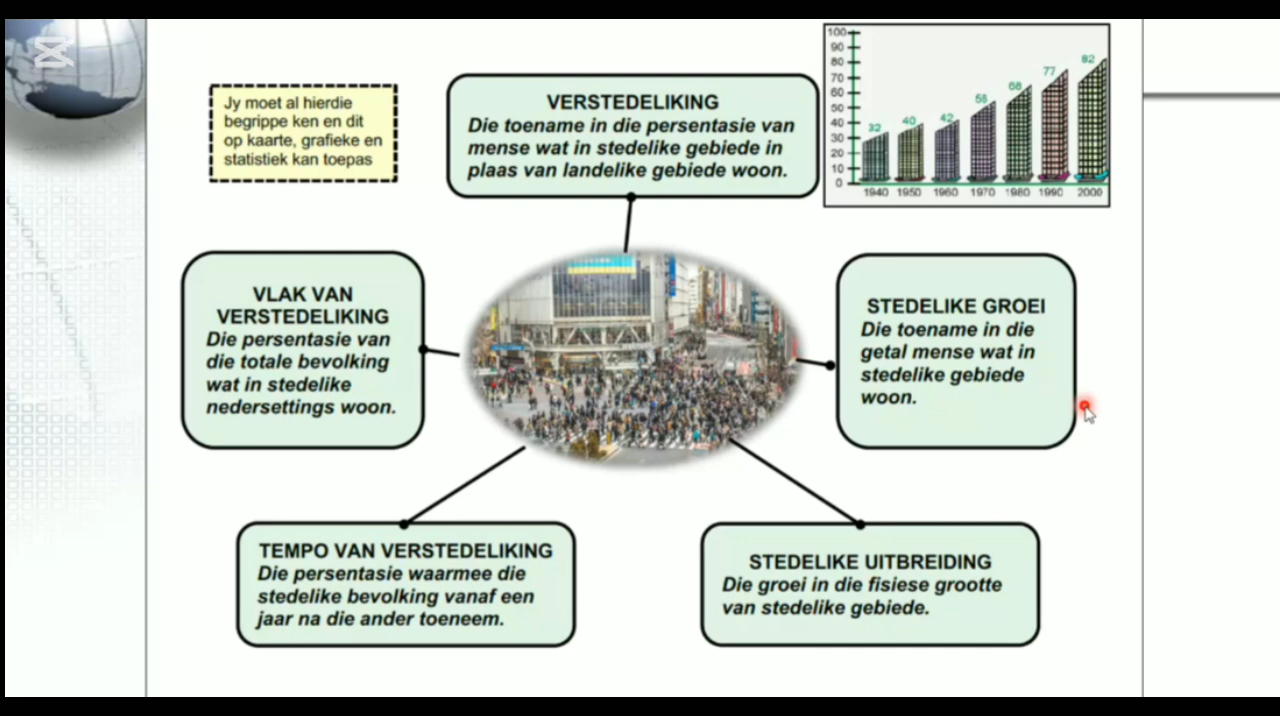 Jy moet al hierdie
begrippe ken en dit
op kaarte, grafieke en
statistiek kan toepas
VERSTEDELIKING
Die toename in die persentasie van
mense wat in stedelike gebiede in
plaas van landelike gebiede woon.
100
90
80
70
60
50
40
30
20
10
0
32 40 42 55 68 77 82
1940 1950 1960 1970 1980 1990 2000
VLAK VAN
VERSTEDELIKING
Die persentasie van
die totale bevolking
wat in stedelike
nedersettings woon.
STEDELIKE GROEI
Die toename in die
getal mense wat in
stedelike gebiede
woon.
TEMPO VAN VERSTEDELIKING
Die persentasie waarmee die
stedelike bevolking vanaf een
jaar na die ander toeneem.
STEDELIKE UITBREIDING
Die groei in die fisiese grootte
van stedelike gebiede.